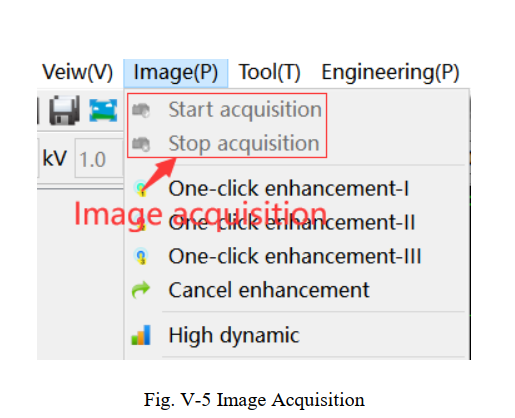 Veiw(V) Image(P) Tool(T) Engineering(P)
Start acquisition
kV 1.0 Stop acquisition
One-click enhancement-I
Image acquisition
One-click enhancement-II
One-click enhancement-III
Cancel enhancement
High dynamic
Fig. V-5 Image Acquisition